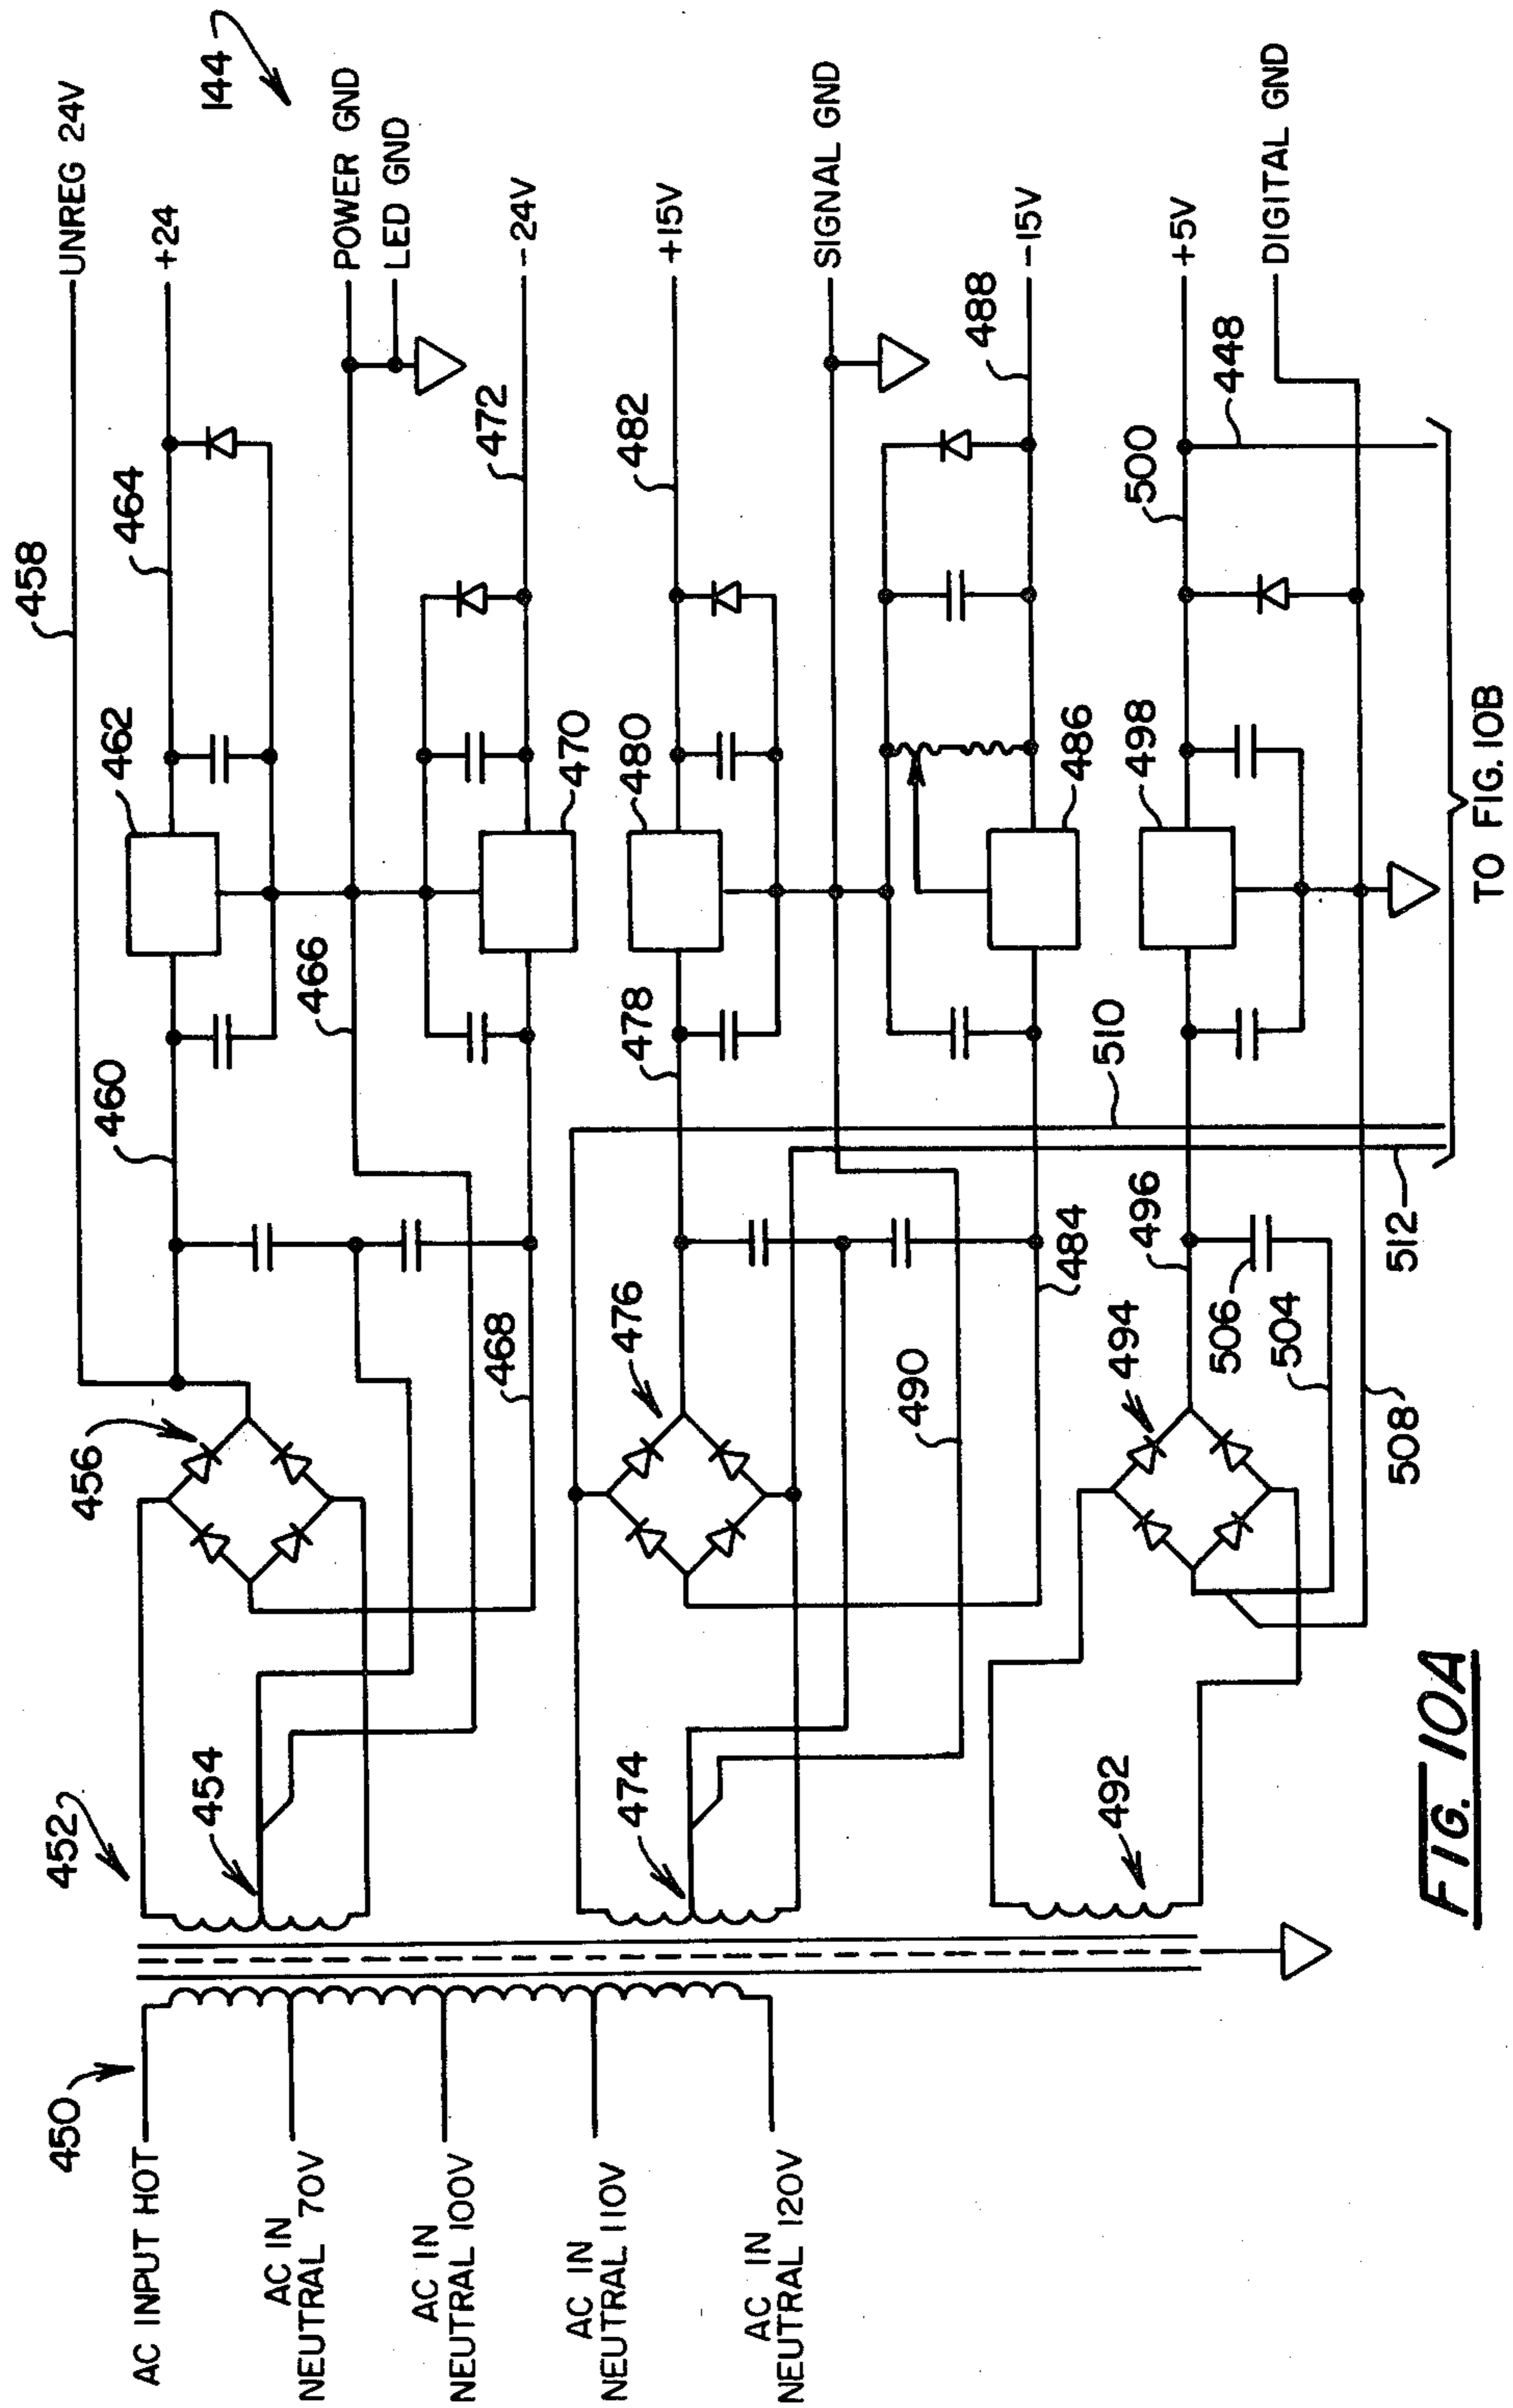 144
UNREG 24V
458
+24
464
462
460
POWER GND
LED GND
466
-24V
472
470
468
456
452
454
450
AC INPUT HOT
AC IN
NEUTRAL 70V
AC IN
NEUTRAL 100V
AC IN
NEUTRAL 110V
AC IN
NEUTRAL 120V
+15V
482
480
478
476
474
SIGNAL GND
490
-15V
488
486
484
510
512
+5V
500
448
498
496
494
506
504
492
508
DIGITAL GND
TO FIG. 10B
FIG. 10A